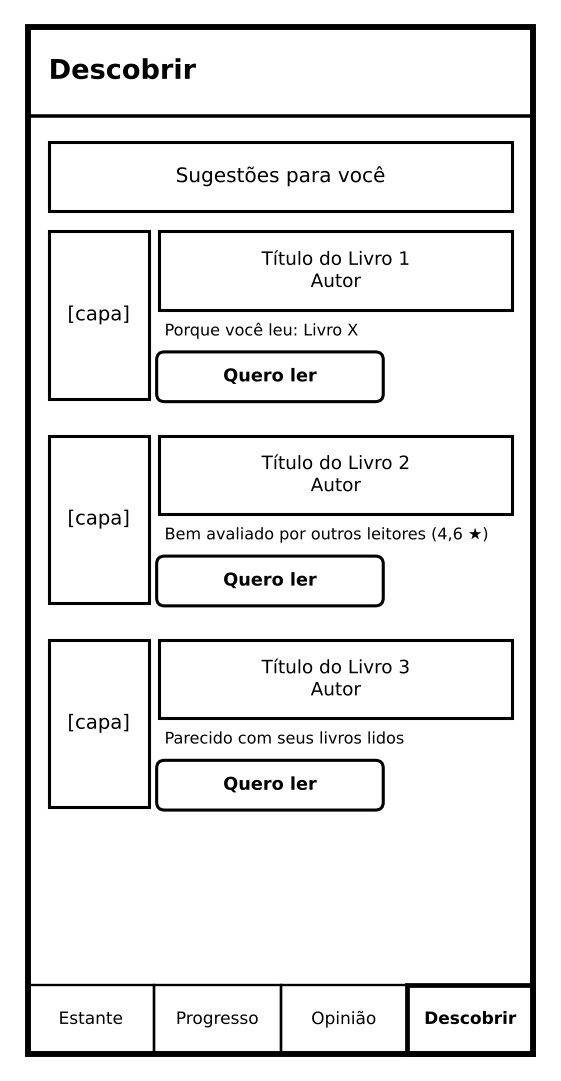 Descobrir
Sugestões para você
[capa]
Título do Livro 1
Autor
Porque você leu: Livro X
Quero ler
[capa]
Título do Livro 2
Autor
Bem avaliado por outros leitores (4,6 ★)
Quero ler
[capa]
Título do Livro 3
Autor
Parecido com seus livros lidos
Quero ler
Estante
Progresso
Opinião
Descobrir